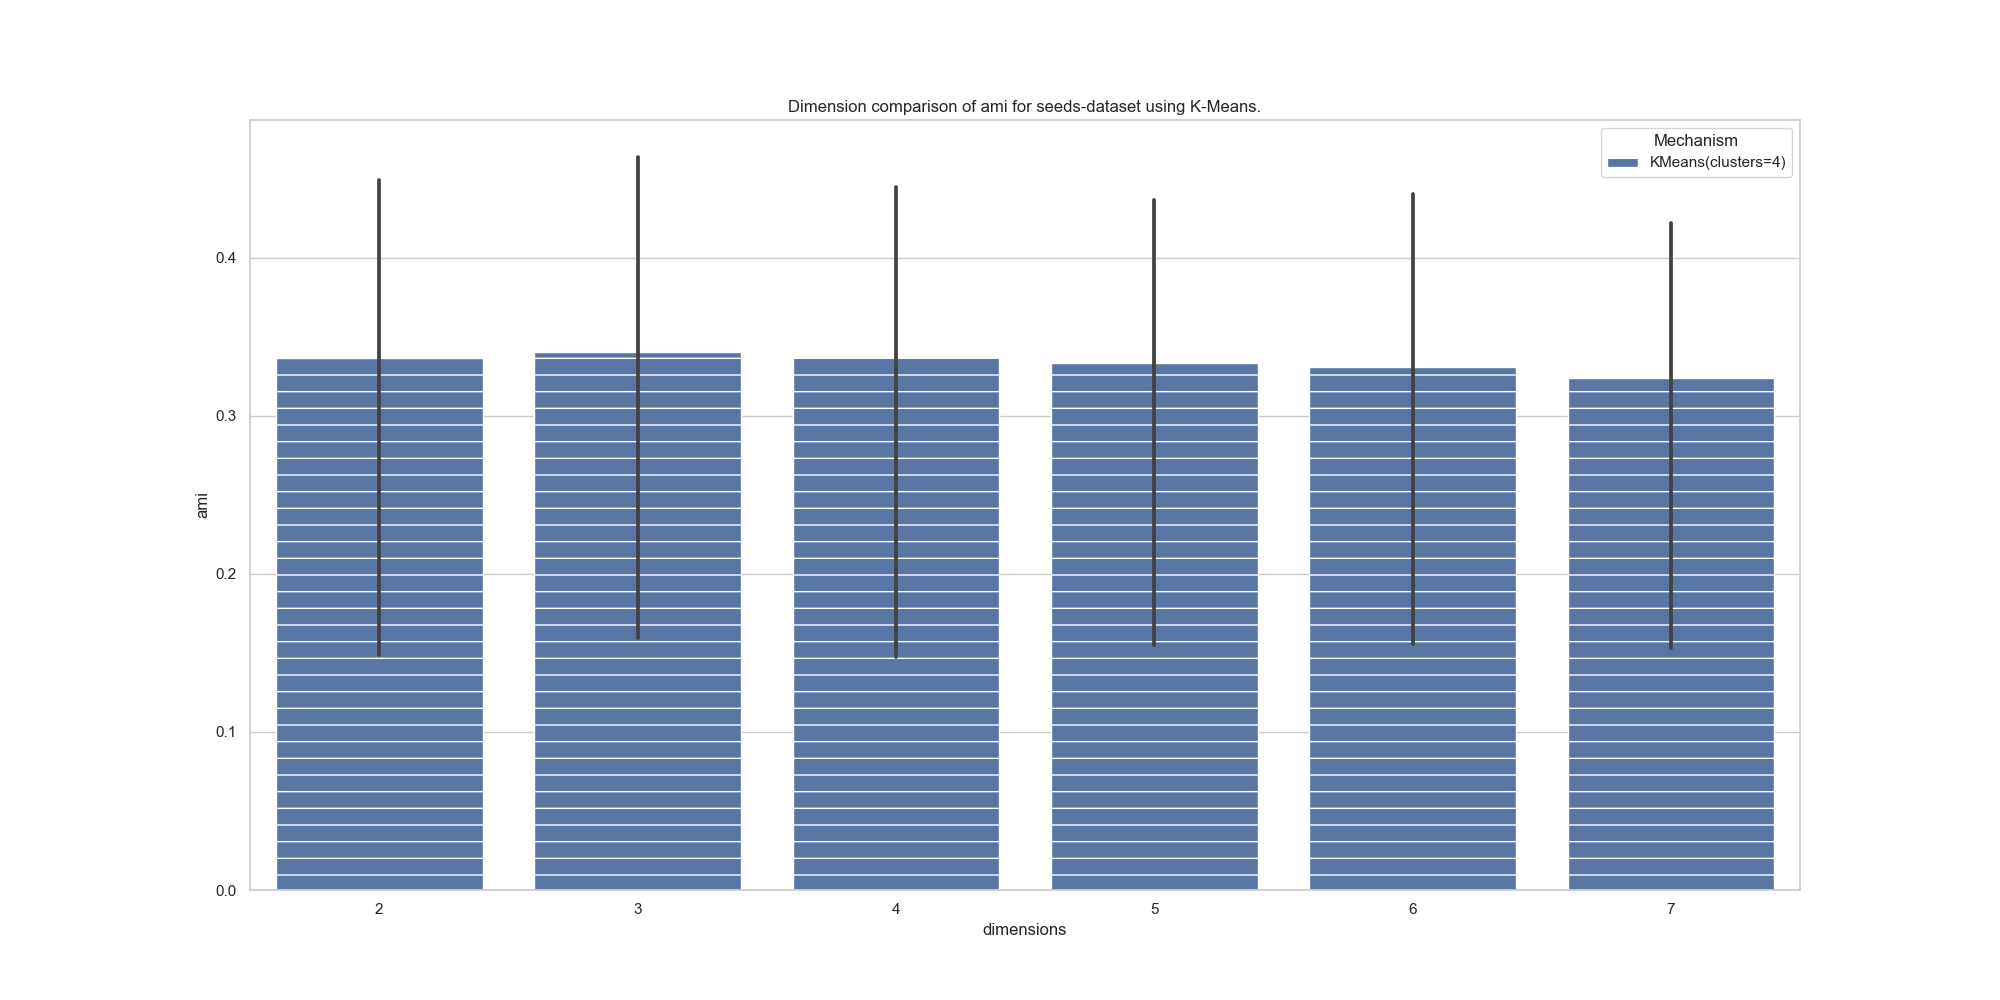 Dimension comparison of ami for seeds-dataset using K-Means.
Mechanism
KMeans(clusters=4)
0.4
0.3
0.2
0.1
0.0
ami
2 3 4 5 6 7
dimensions